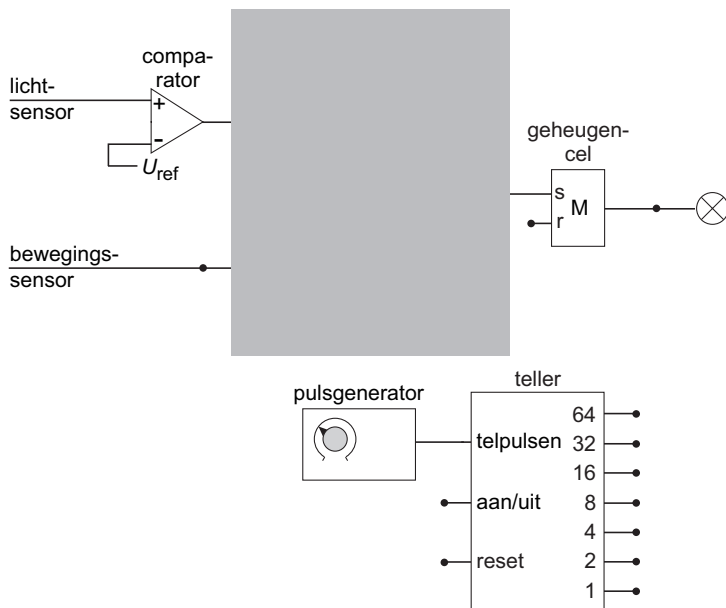 compa-
rator
licht-
sensor
+
-
U ref
geheugen-
cel
s
M
r
bewegings-
sensor
pulsgenerator
teller
telpulsen
aan/uit
reset
64
32
16
8
4
2
1